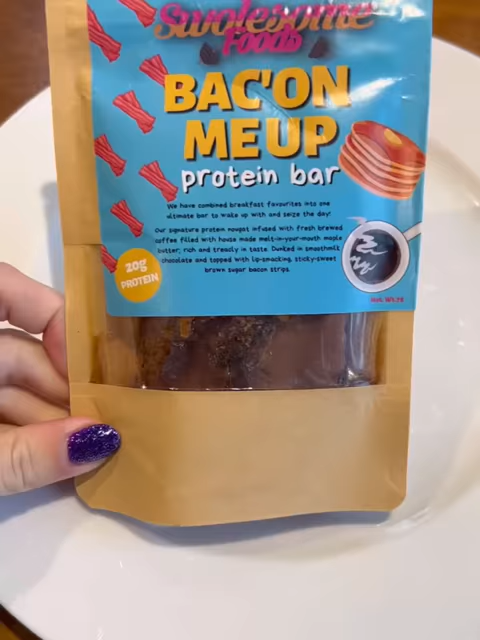 Swolesome
Foods
BAC'ON
ME UP
protein bar
We have combined breakfast favourites into one
ultimate bar to wake up with and seize the day!
Our signature protein nougat infused with fresh brewed
coffee filled with house made melt-in-your-mouth maple
butter; rich and treacly in taste. Dunked in smooth milk
chocolate and topped with lip-smacking, sticky-sweet
brown sugar bacon strips.
20g
PROTEIN